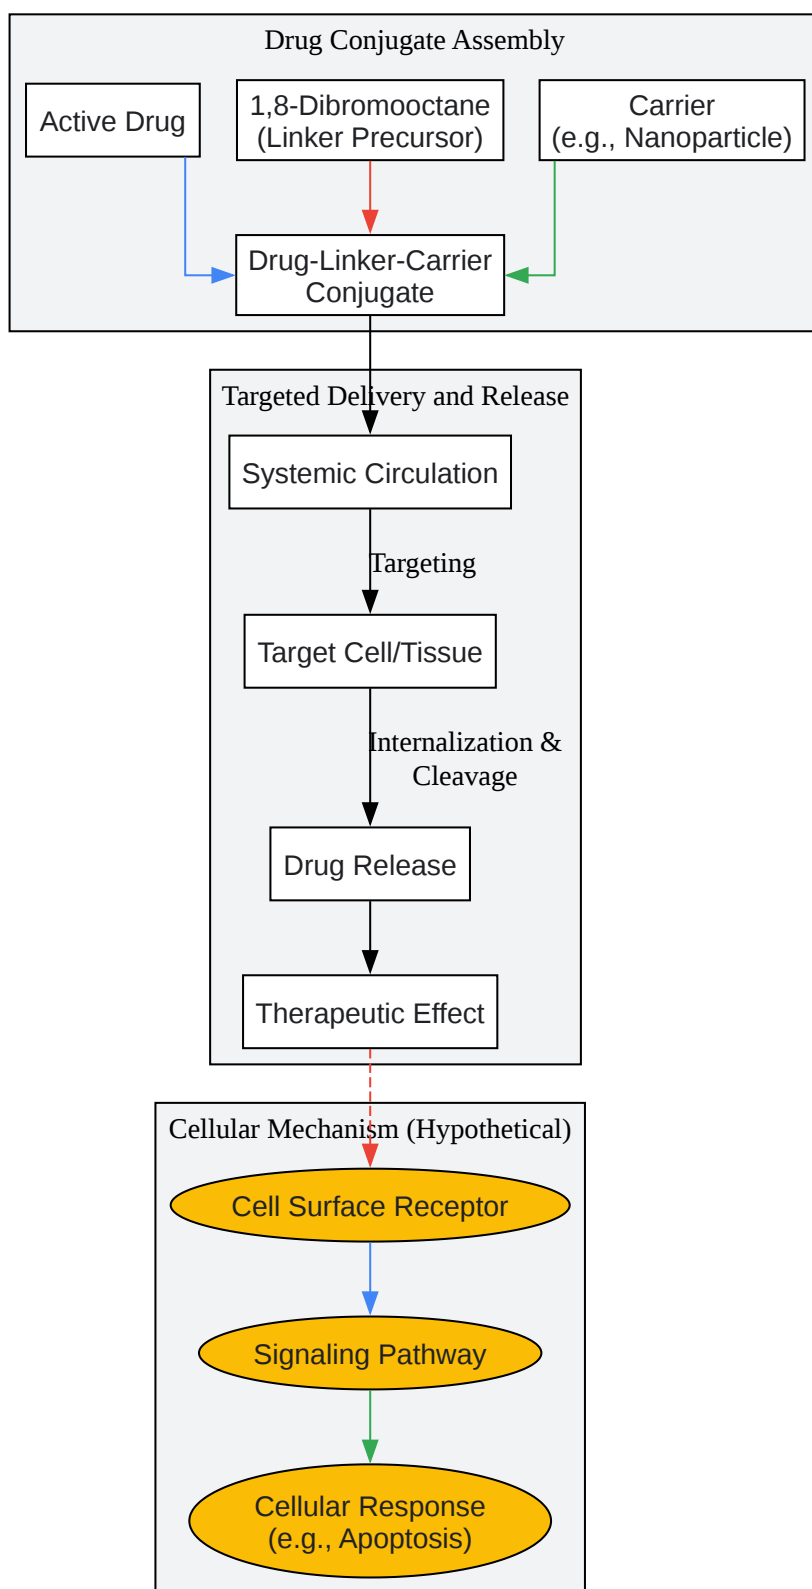 Drug Conjugate Assembly
Active Drug
1,8-Dibromooctane
(Linker Precursor)
Carrier
(e.g., Nanoparticle)
Drug-Linker-Carrier
Conjugate
Targeted Delivery and Release
Systemic Circulation
Targeting
Target Cell/Tissue
Internalization &
Cleavage
Drug Release
Therapeutic Effect
Cellular Mechanism (Hypothetical)
Cell Surface Receptor
Signaling Pathway
Cellular Response
(e.g., Apoptosis)